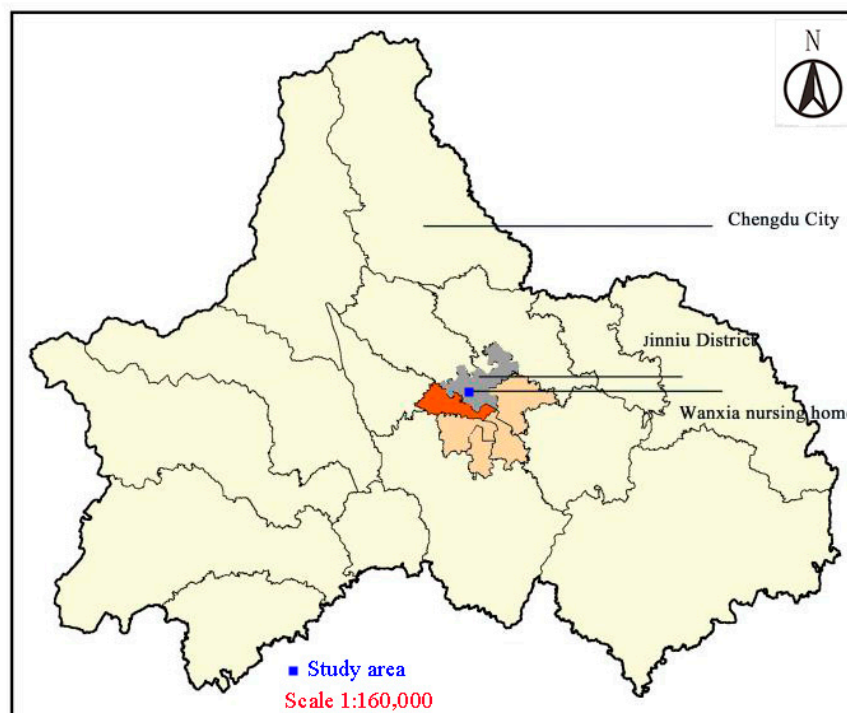 N
Chengdu City
Jinniu District
Wanxia nursing home
Study area
Scale 1:160,000